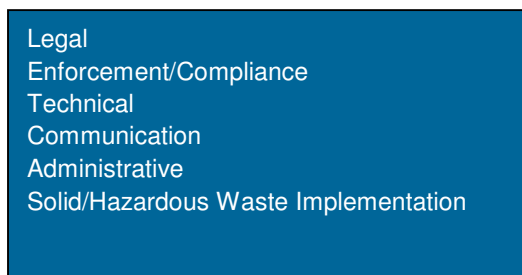 Legal
Enforcement/Compliance
Technical
Communication
Administrative
Solid/Hazardous Waste Implementation